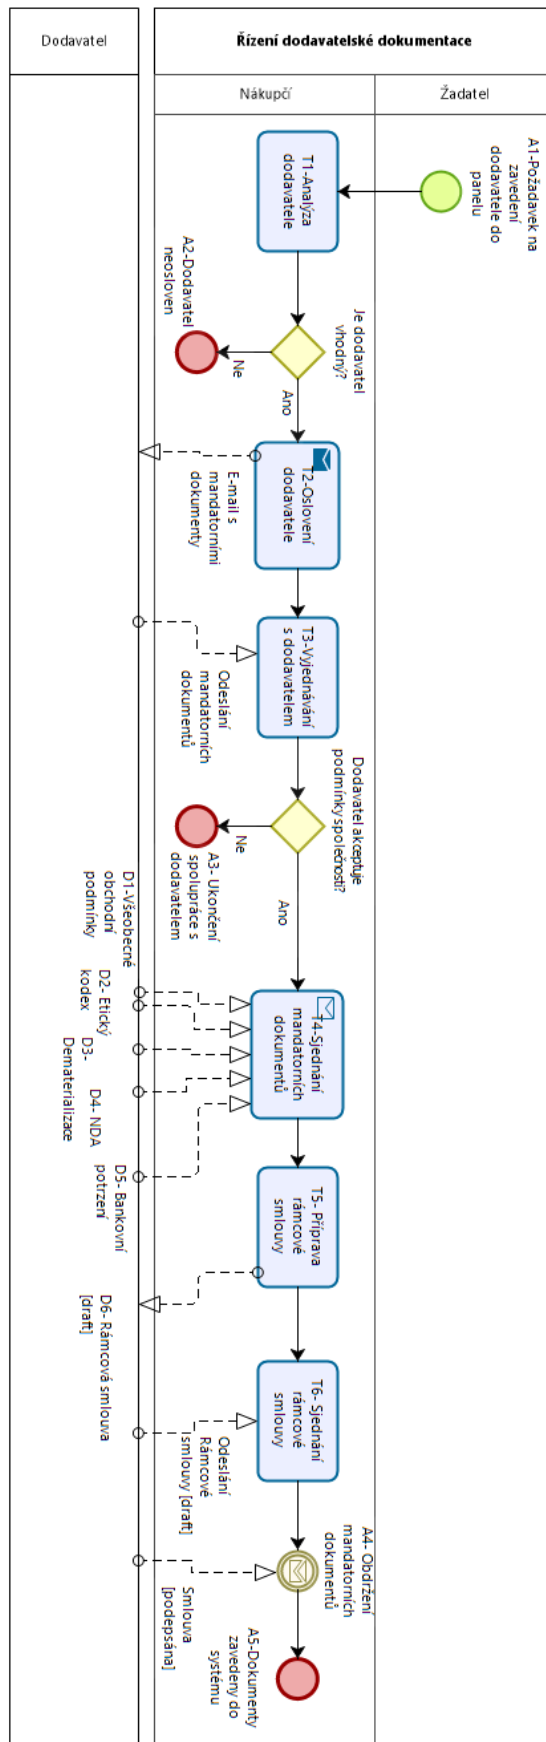 Dodavatel
Řízení dodavatelské dokumentace
Nákupčí
Žadatel
A1-Požadavek na
zavedení
dodavatele do
panelu
T1-Analýza
dodavatele
Je dodavatel
vhodný?
Ne
A2-Dodavatel
neosloven
Ano
T2-Oslovení
dodavatele
E-mail s
mandatorními
dokumenty
T3-Vyjednávání
s dodavatelem
Odeslání
mandatorních
dokumentů
Dodavatel akceptuje
podmínky společnosti?
Ne
A3- Ukončení
spolupráce s
dodavatelem
Ano
D1-Všeobecné
obchodní
podmínky
D2- Etický
kodex
D3-
Dematerializace
D4- NDA
D5- Bankovní
potrzení
T4-Sjednání
mandatorních
dokumentů
T5- Příprava
rámcové
smlouvy
D6- Rámcová smlouva
[draft]
T6- Sjednání
rámcové
smlouvy
Odeslání
Rámcové
smlouvy [draft]
A4- Obdržení
mandatorních
dokumentů
Smlouva
[podepsána]
A5-Dokumenty
zavedeny do
systému